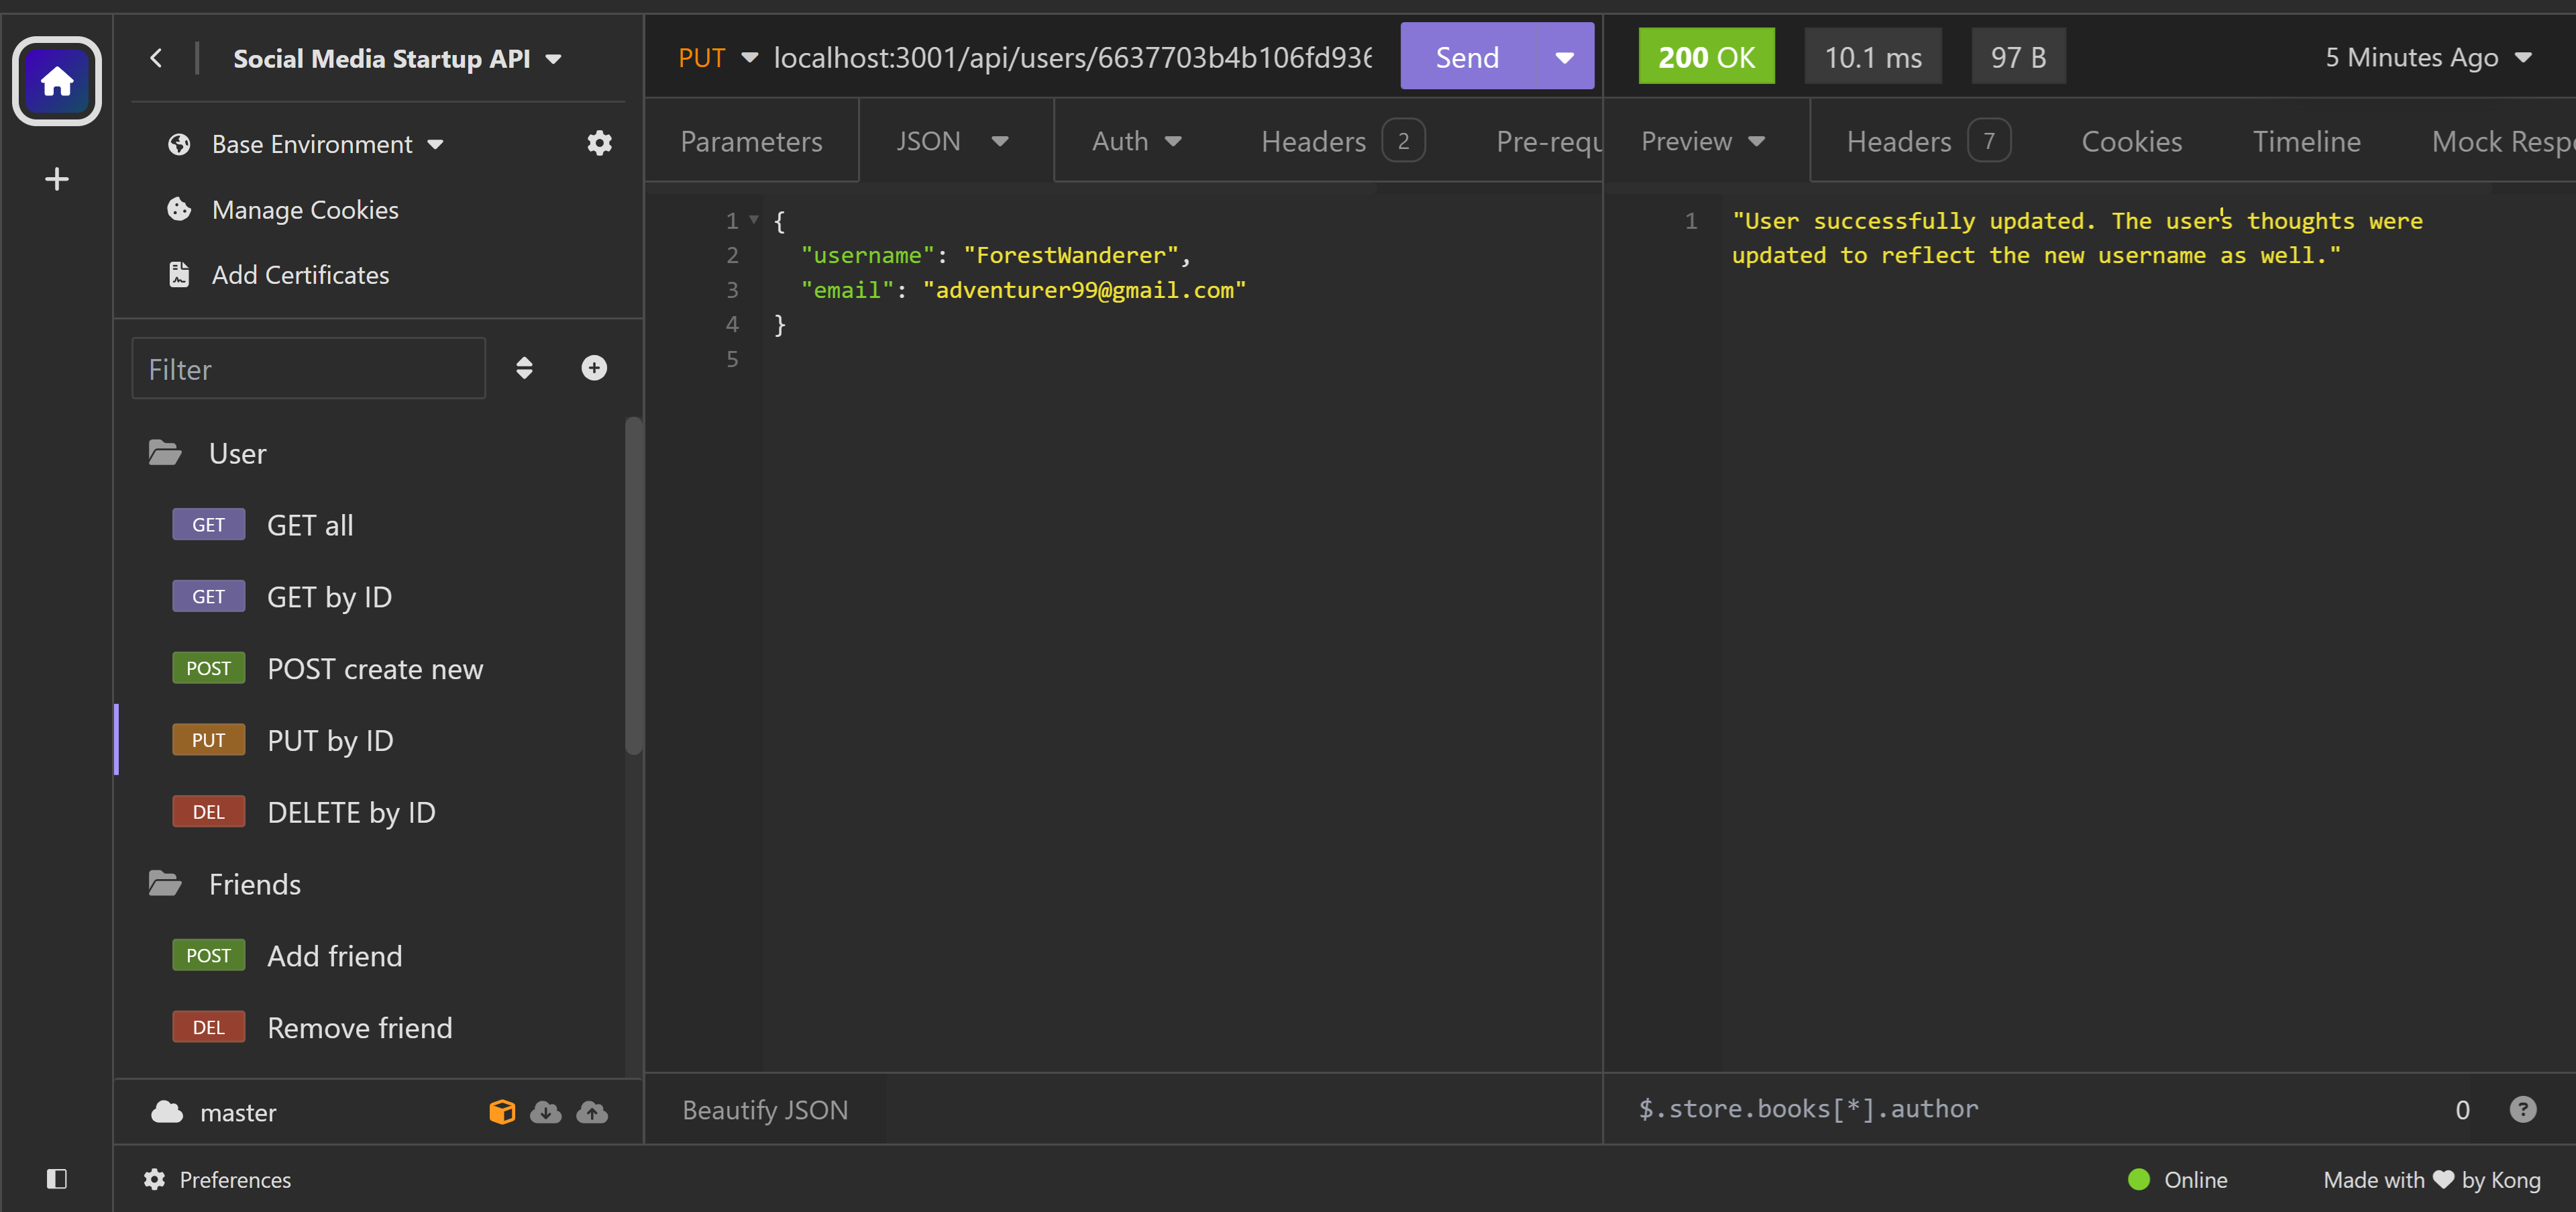 Social Media Startup API
Base Environment
Manage Cookies
Add Certificates
Filter
User
GET GET all
GET GET by ID
POST POST create new
PUT PUT by ID
DEL DELETE by ID
Friends
POST Add friend
DEL Remove friend
master
PUT localhost:3001/api/users/6637703b4b106fd936 Send
Parameters JSON Auth Headers 2 Pre-requ
1 {
2 "username": "ForestWanderer",
3 "email": "adventurer99@gmail.com"
4 }
5
Beautify JSON
200 OK 10.1 ms 97 B 5 Minutes Ago
Preview Headers 7 Cookies Timeline Mock Resp
1 "User successfully updated. The user's thoughts were
updated to reflect the new username as well."
$.store.books[*].author 0 ?
Preferences Online Made with ♥ by Kong